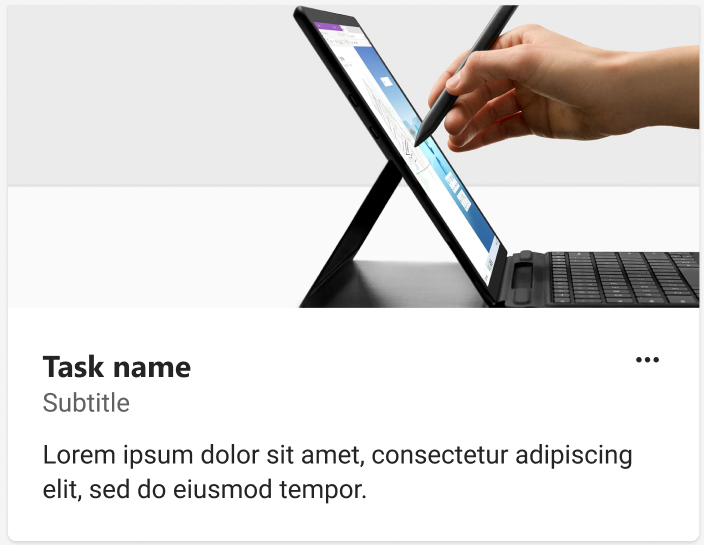 Task name
Subtitle
Lorem ipsum dolor sit amet, consectetur adipiscing
elit, sed do eiusmod tempor.